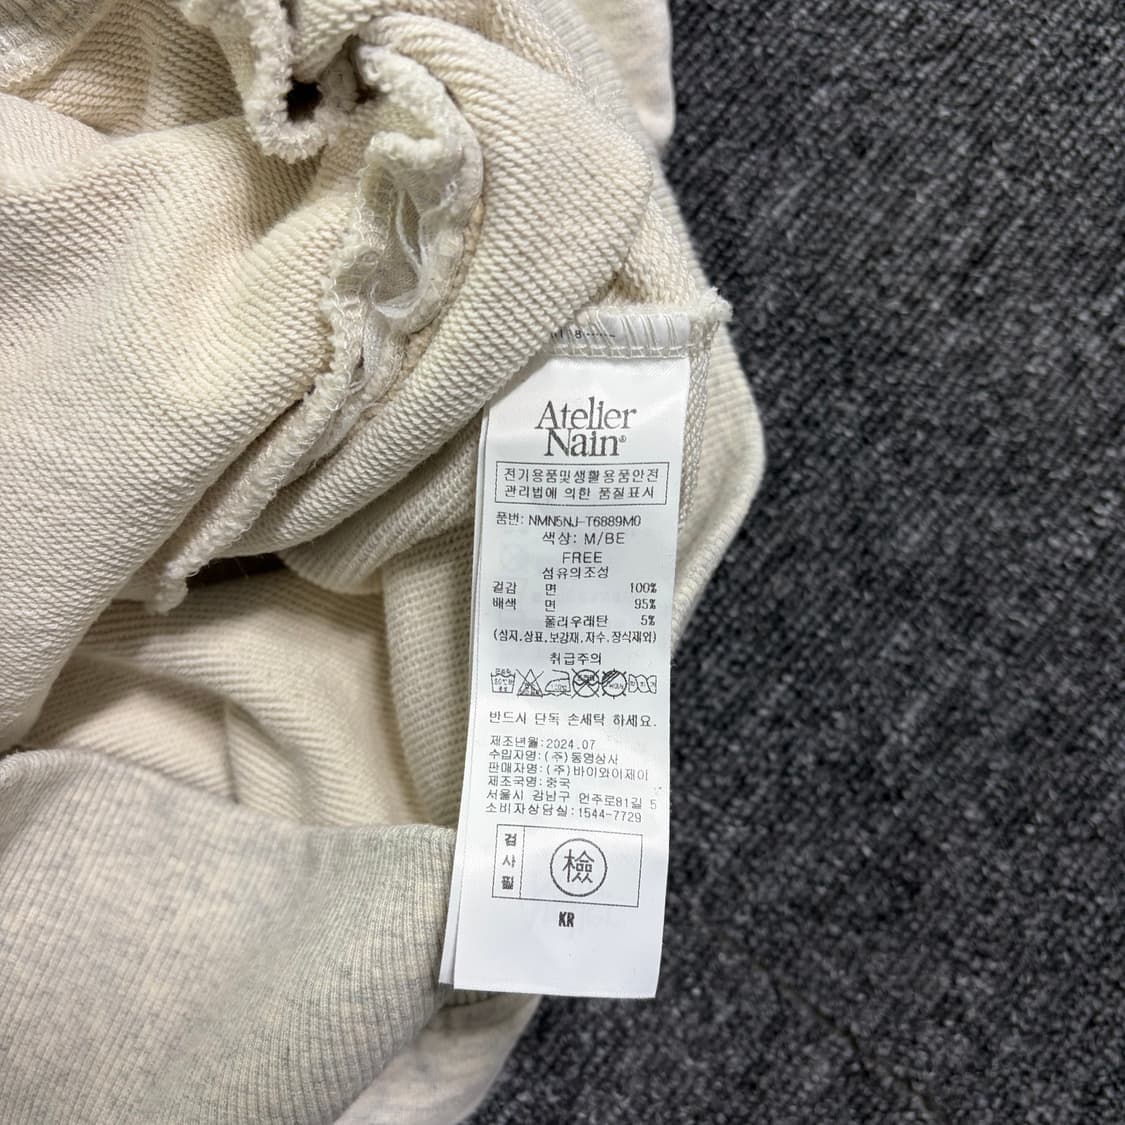 Atelier
Nain®
전기용품및생활용품안전
관리법에 의한 품질표시
품번: NMN5NJ-T6889M0
색상: M/BE
FREE
섬유의조성
겉감 면 100%
배색 면 95%
폴리우레탄 5%
(심지,상표,보강재,자수,장식제외)
취급주의
반드시 단독 손세탁 하세요.
제조년월:2024.07
수입자명:(주)동영상사
판매자명:(주)바이와이제이
제조국명:중국
서울시 강남구 언주로81길 5
소비자상담실:1544-7729
검사필
檢
KR